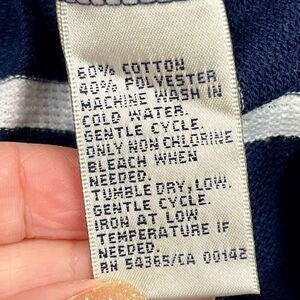 60% COTTON
40% POLYESTER
MACHINE WASH IN
COLD WATER.
GENTLE CYCLE.
ONLY NON CHLORINE
BLEACH WHEN
NEEDED.
TUMBLE DRY, LOW.
GENTLE CYCLE.
IRON AT LOW
TEMPERATURE IF
NEEDED.
RN 54365/CA 00142